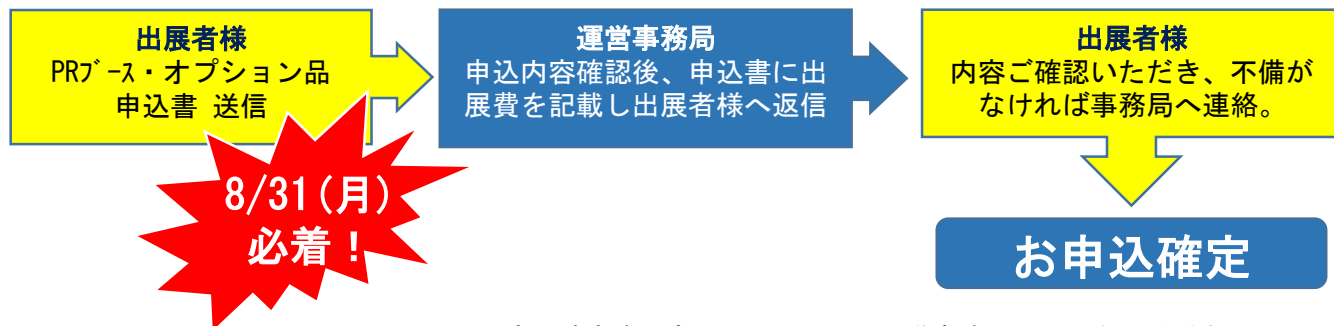 出展者様
PRﾌﾞｰｽ・オプション品
申込書 送信
8/31(月)
必着！
運営事務局
申込内容確認後、申込書に出
展費を記載し出展者様へ返信
出展者様
内容ご確認いただき、不備が
なければ事務局へ連絡。
お申込確定